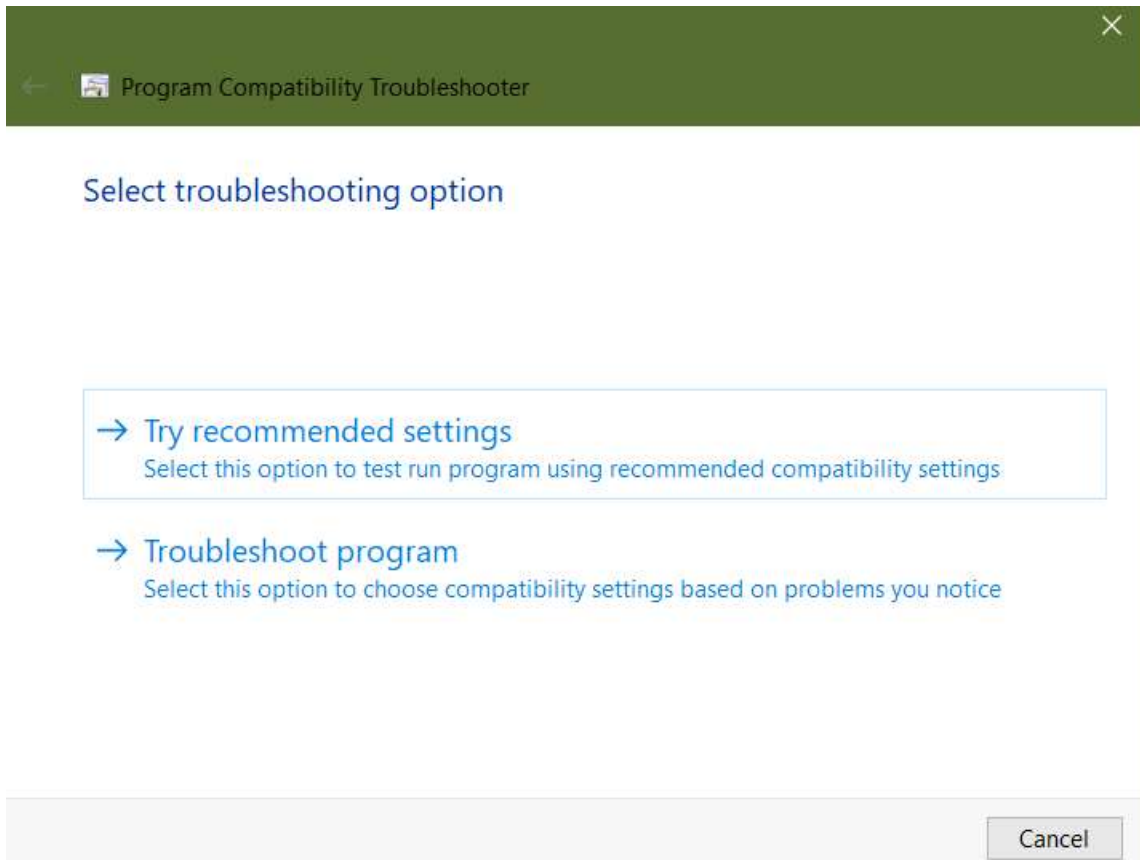 Program Compatibility Troubleshooter
Select troubleshooting option
Try recommended settings
Select this option to test run program using recommended compatibility settings
Troubleshoot program
Select this option to choose compatibility settings based on problems you notice
Cancel